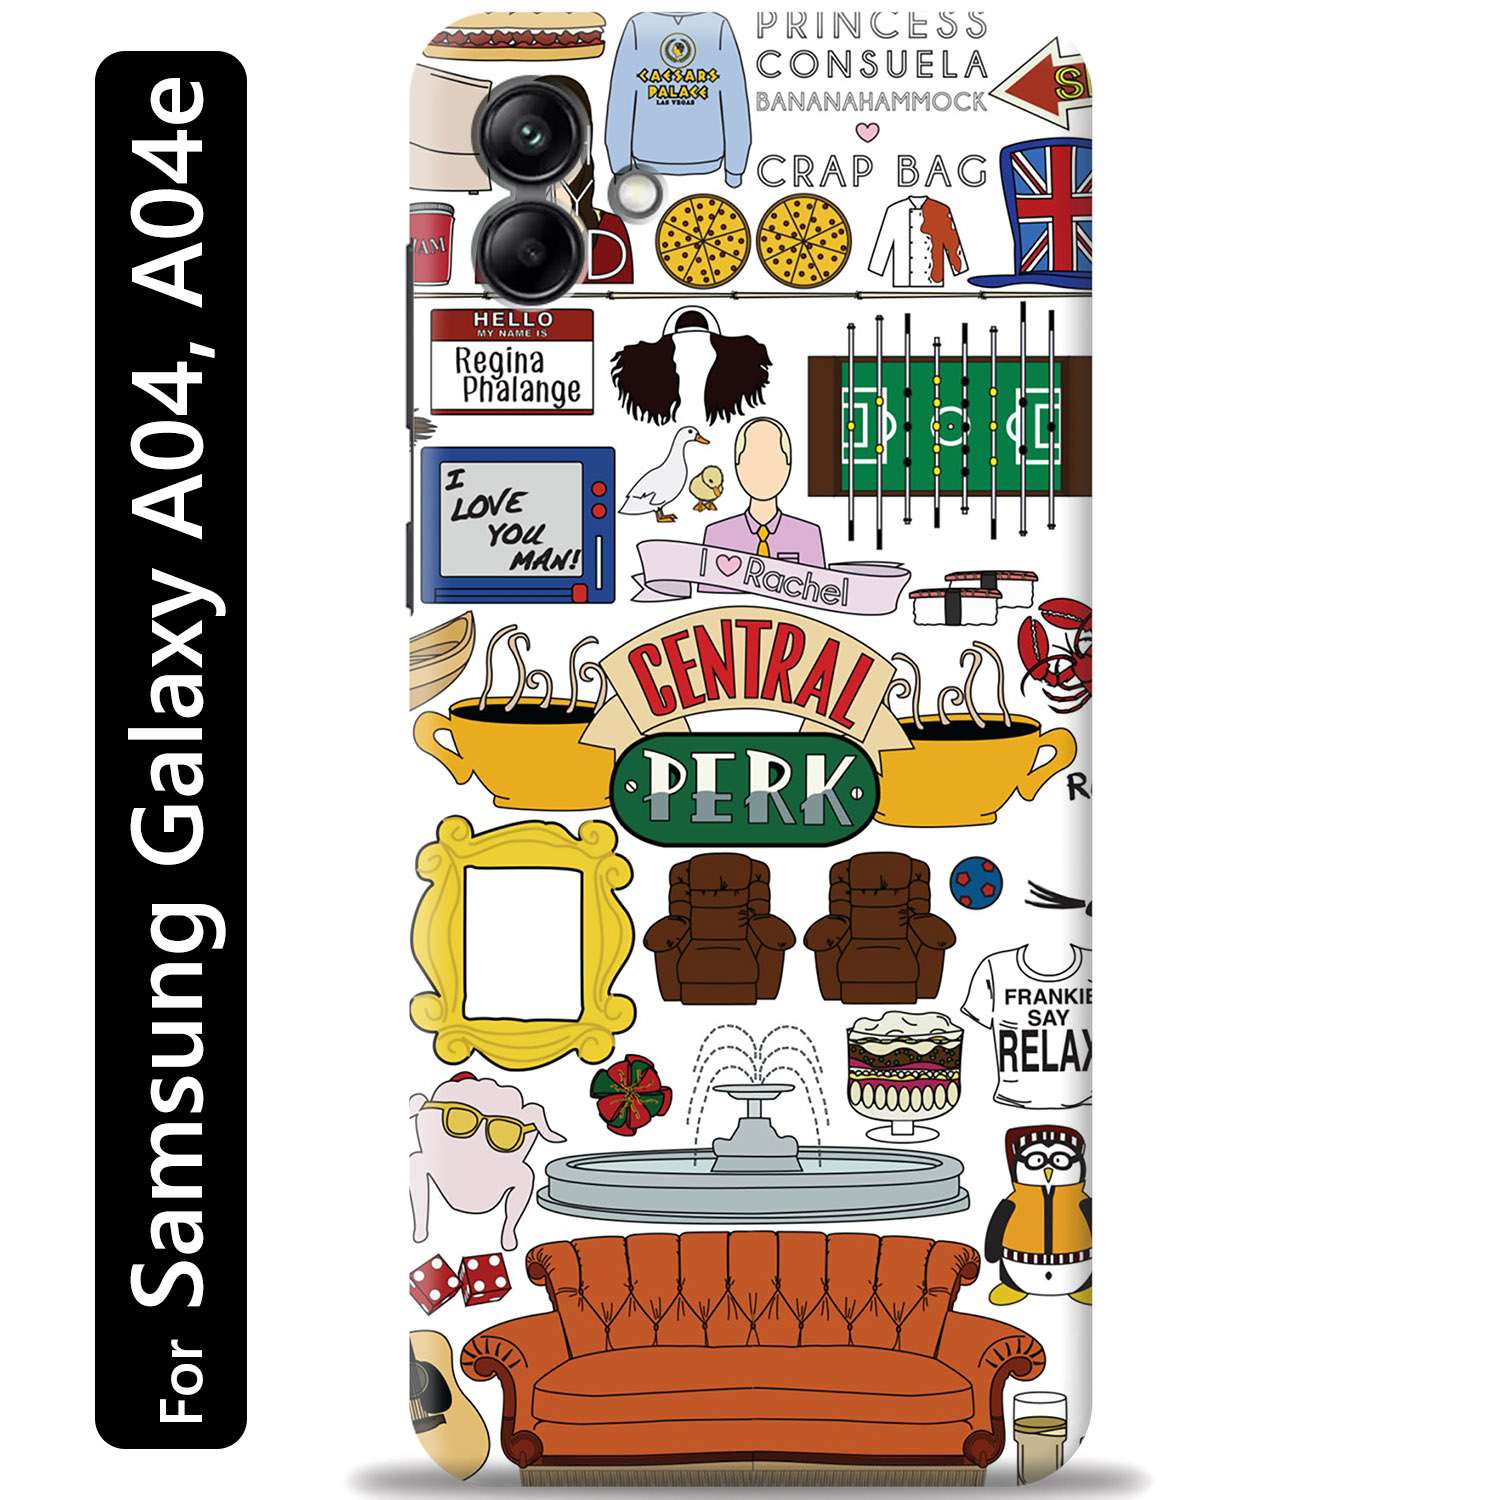 For Samsung Galaxy A04, A04e
CAESARS
PALACE
LAS VEGAS
PRINCESS
CONSUELA
BANANAHAMMOCK
CRAP BAG
HELLO
MY NAME IS
Regina
Phalange
I
LOVE
YOU
MAN!
I Rachel
CENTRAL
PERK
FRANKIE
SAY
RELAX